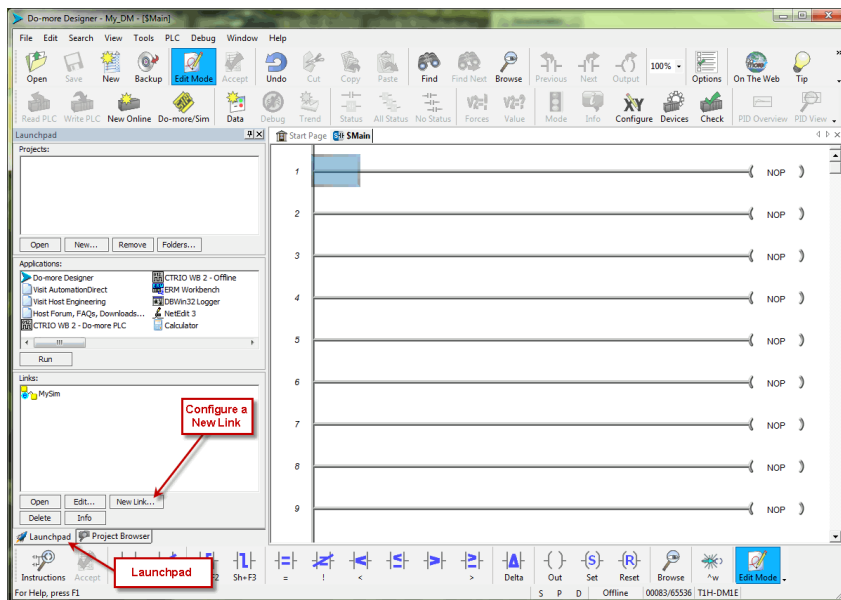 Do-more Designer - My_DM - [$Main]
File Edit Search View Tools PLC Debug Window Help
Open Save New Backup Edit Mode Accept Undo Cut Copy Paste Find Find Next Browse Previous Next Output 100% Options On The Web Tip
Read PLC Write PLC New Online Do-more/Sim Data Debug Trend Status All Status No Status Forces Value Mode Info Configure Devices Check PID Overview PID View
Launchpad
Start Page $Main
Projects:
Open New... Remove Folders...
Applications:
Do-more Designer CTRIO WB 2 - Offline
Visit AutomationDirect ERM Workbench
Visit Host Engineering DBWin32 Logger
Host Forum, FAQs, Downloads... NetEdit 3
CTRIO WB 2 - Do-more PLC Calculator
Run
Links:
MySim
Configure a
New Link
Open Edit... New Link...
Delete Info
Launchpad Project Browser
1 NOP
2 NOP
3 NOP
4 NOP
5 NOP
6 NOP
7 NOP
8 NOP
9 NOP
Launchpad
Instructions Accept F2 Sh+F3 = ! < > Delta Out Set Reset Browse ^w Edit Mode
For Help, press F1 S P D Offline 00083/65536 T1H-DM1E